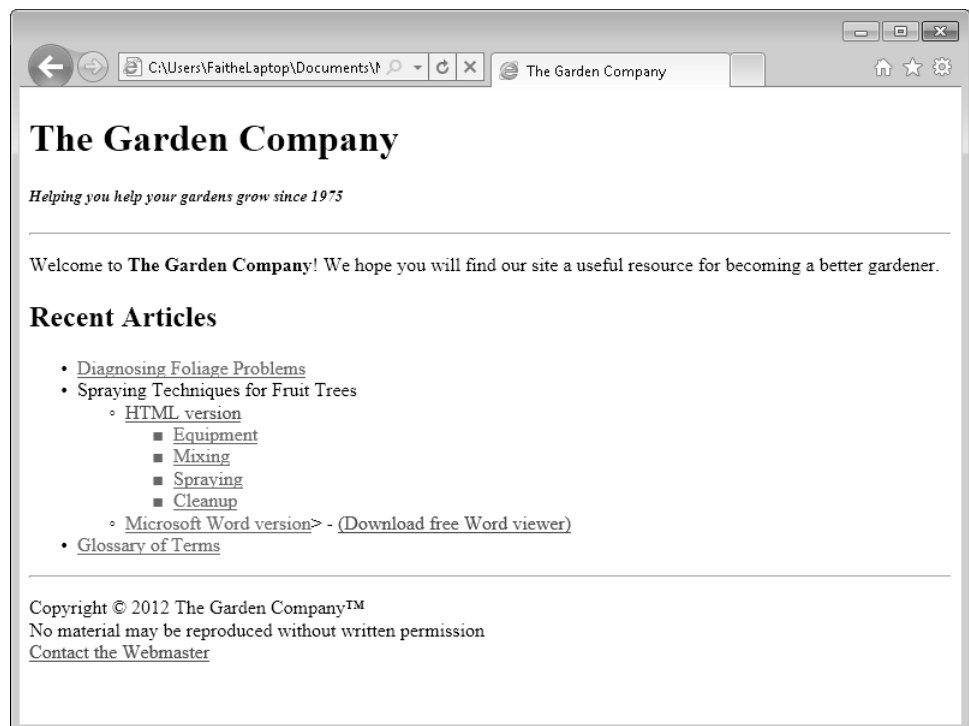 C:\Users\FaitheLaptop\Documents\
The Garden Company
The Garden Company
Helping you help your gardens grow since 1975
Welcome to The Garden Company! We hope you will find our site a useful resource for becoming a better gardener.
Recent Articles
• Diagnosing Foliage Problems
• Spraying Techniques for Fruit Trees
◦ HTML version
▪ Equipment
▪ Mixing
▪ Spraying
▪ Cleanup
◦ Microsoft Word version> - (Download free Word viewer)
• Glossary of Terms
Copyright © 2012 The Garden Company™
No material may be reproduced without written permission
Contact the Webmaster